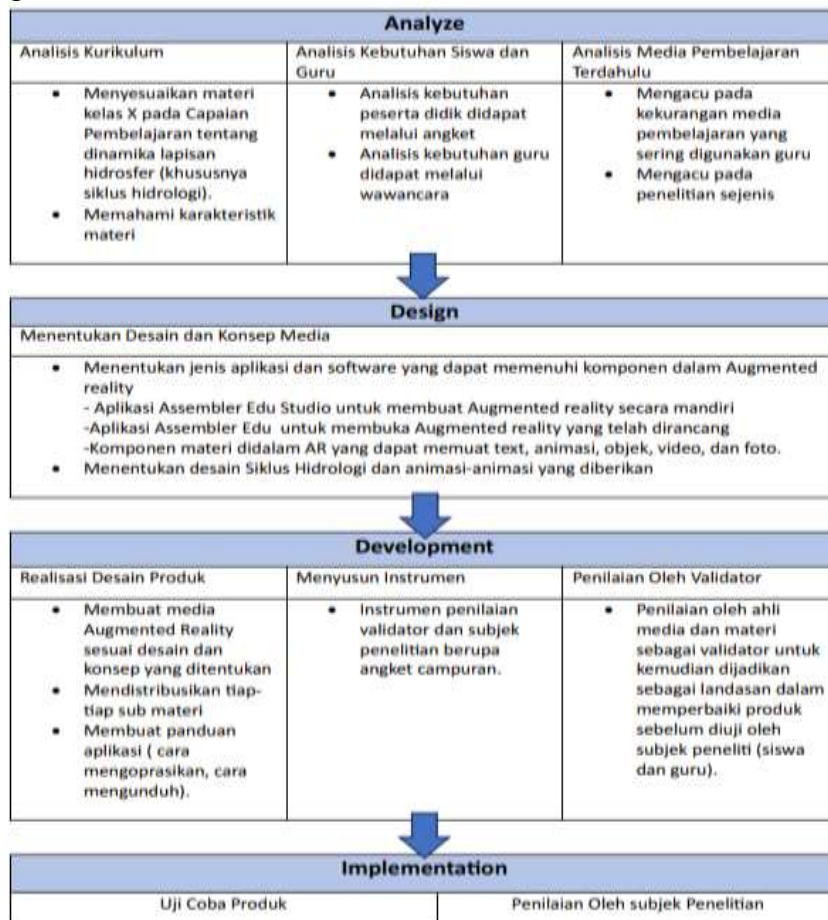 Analyze
Analisis Kurikulum
Menyesuaikan materi
kelas X pada Capaian
Pembelajaran tentang
dinamika lapisan
hidrosfer (khususnya
siklus hidrologi).
Memahami karakteristik
materi
Analisis Kebutuhan Siswa dan
Guru
Analisis kebutuhan
peserta didik didapat
melalui angket
Analisis kebutuhan guru
didapat melalui
wawancara
Analisis Media Pembelajaran
Terdahulu
Mengacu pada
kekurangan media
pembelajaran yang
sering digunakan guru
Mengacu pada
penelitian sejenis
Design
Menentukan Desain dan Konsep Media
Menentukan jenis aplikasi dan software yang dapat memenuhi komponen dalam Augmented
reality
- Aplikasi Assembler Edu Studio untuk membuat Augmented reality secara mandiri
-Aplikasi Assembler Edu untuk membuka Augmented reality yang telah dirancang
-Komponen materi didalam AR yang dapat memuat text, animasi, objek, video, dan foto.
Menentukan desain Siklus Hidrologi dan animasi-animasi yang diberikan
Development
Realisasi Desain Produk
Membuat media
Augmented Reality
sesuai desain dan
konsep yang ditentukan
Mendistribusikan tiap-
tiap sub materi
Membuat panduan
aplikasi ( cara
mengoprasikan, cara
mengunduh).
Menyusun Instrumen
Instrumen penilaian
validator dan subjek
penelitian berupa
angket campuran.
Penilaian Oleh Validator
Penilaian oleh ahli
media dan materi
sebagai validator untuk
kemudian dijadikan
sebagai landasan dalam
memperbaiki produk
sebelum diuji oleh
subjek peneliti (siswa
dan guru).
Implementation
Uji Coba Produk
Penilaian Oleh subjek Penelitian